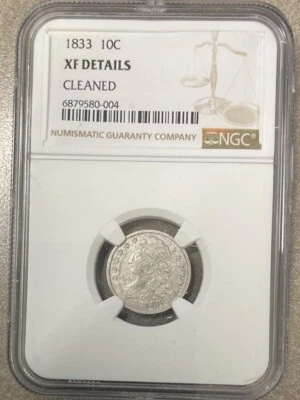 1833 10C
XF DETAILS
CLEANED
6879580-004
NUMISMATIC GUARANTY COMPANY
NGC®